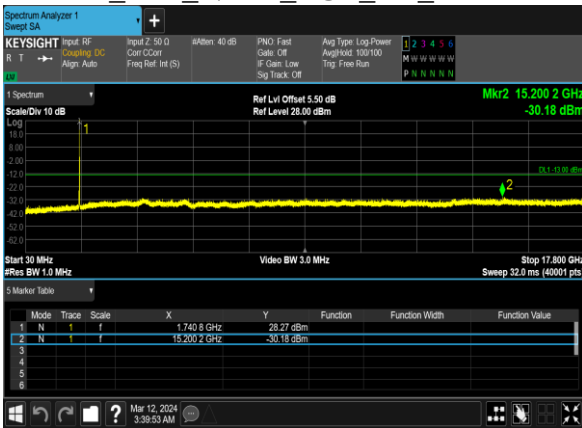 Spectrum Analyzer 1
Swept SA
KEYSIGHT
R T
LXI
Input: RF
Coupling: DC
Align: Auto
Input Z: 50 Ω
Corr CCorr
Freq Ref: Int (S)
#Atten: 40 dB
PNO: Fast
Gate: Off
IF Gain: Low
Sig Track: Off
Avg Type: Log-Power
Avg|Hold: 100/100
Trig: Free Run
1 2 3 4 5 6
M W W W W W
P N N N N N
1 Spectrum
Scale/Div 10 dB
Ref Lvl Offset 5.50 dB
Ref Level 28.00 dBm
Mkr2 15.200 2 GHz
-30.18 dBm
Log
18.0
8.00
-2.00
-12.0
-22.0
-32.0
-42.0
-52.0
-62.0
1
DL1 -13.00 dBm
2
Start 30 MHz
#Res BW 1.0 MHz
Video BW 3.0 MHz
Stop 17.800 GHz
Sweep 32.0 ms (40001 pts)
5 Marker Table
Mode Trace Scale X Y Function Function Width Function Value
1 N 1 f 1.740 8 GHz 28.27 dBm
2 N 1 f 15.200 2 GHz -30.18 dBm
3
4
5
6
?
Mar 12, 2024
3:39:53 AM